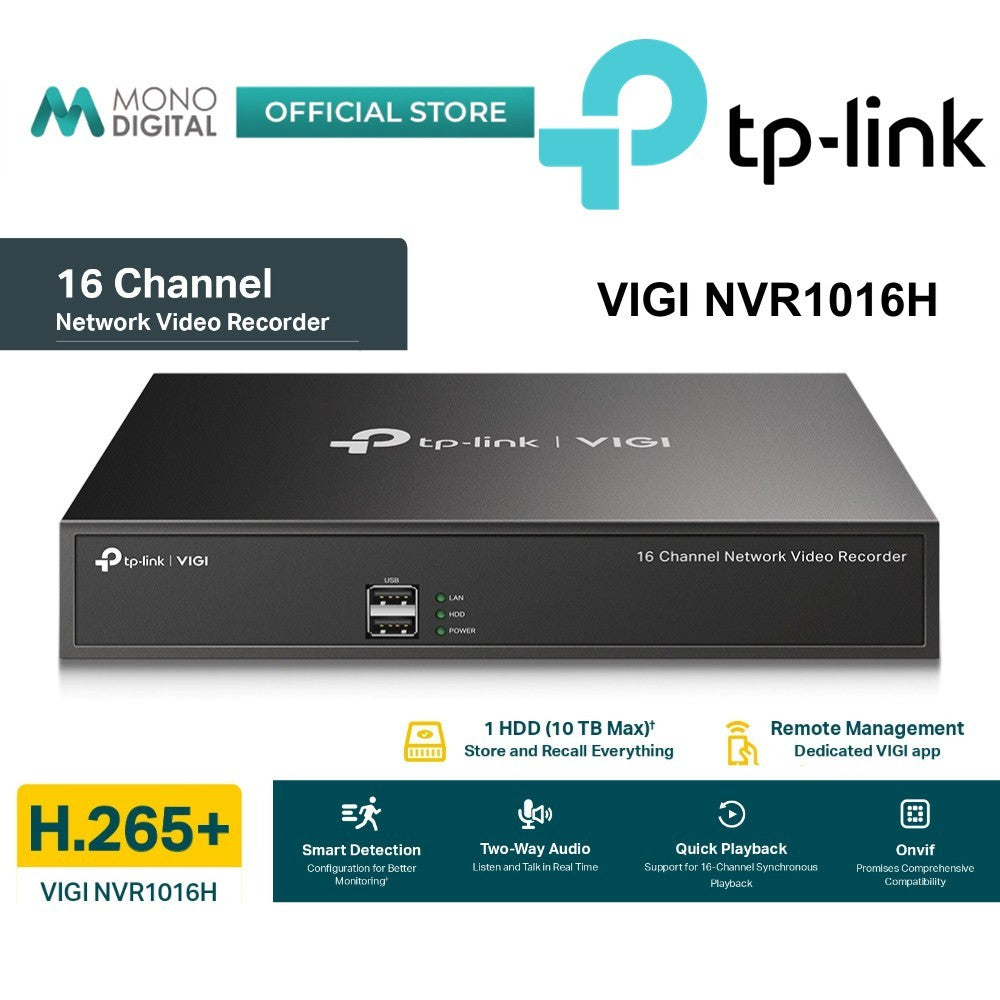 MONO
DIGITAL
OFFICIAL STORE
tp-link
16 Channel
Network Video Recorder
VIGI NVR1016H
tp-link | VIGI
tp-link | VIGI
16 Channel Network Video Recorder
USB
LAN
HDD
POWER
1 HDD (10 TB Max)†
Store and Recall Everything
Remote Management
Dedicated VIGI app
H.265+
VIGI NVR1016H
Smart Detection
Configuration for Better
Monitoring*
Two-Way Audio
Listen and Talk in Real Time
Quick Playback
Support for 16-Channel Synchronous
Playback
Onvif
Promises Comprehensive
Compatibility